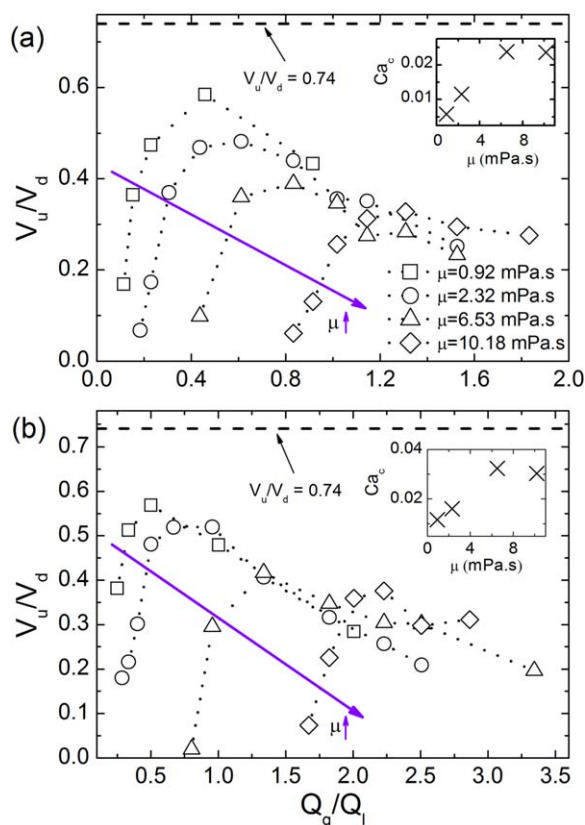 (a)
V_u/V_d
0.6
0.4
0.2
0.0
V_u/V_d = 0.74
Ca_c
0.02
0.01
0 4 8
μ (mPa.s)
μ=0.92 mPa.s
μ=2.32 mPa.s
μ=6.53 mPa.s
μ=10.18 mPa.s
μ
0.0 0.4 0.8 1.2 1.6 2.0
(b)
V_u/V_d
0.7
0.6
0.5
0.4
0.3
0.2
0.1
0.0
V_u/V_d = 0.74
Ca_c
0.04
0.02
0 4 8
μ (mPa.s)
μ
0.5 1.0 1.5 2.0 2.5 3.0 3.5
Q_g/Q_l